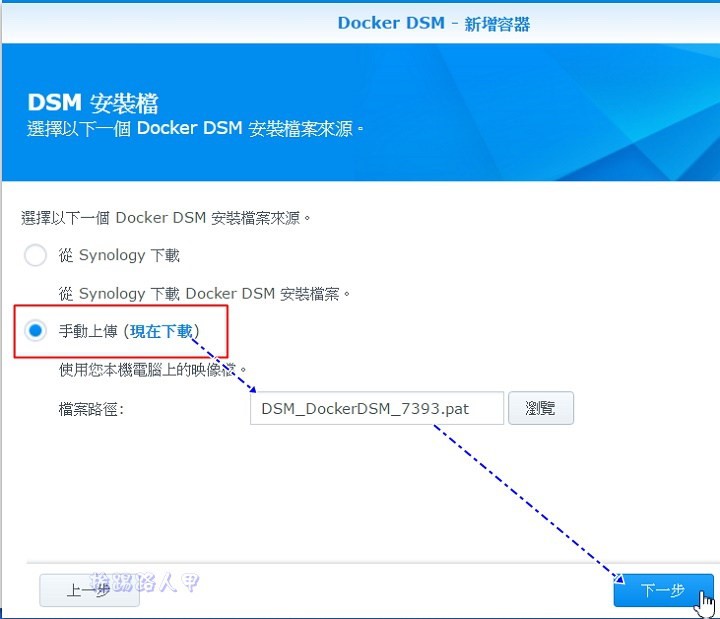 Docker DSM - 新增容器
DSM 安裝檔
選擇以下一個 Docker DSM 安裝檔案來源。
選擇以下一個 Docker DSM 安裝檔案來源。
從 Synology 下載
從 Synology 下載 Docker DSM 安裝檔案。
手動上傳 (現在下載)
使用您本機電腦上的映像檔。
檔案路徑: DSM_DockerDSM_7393.pat 瀏覽
上一步 挨踢路人甲 下一步